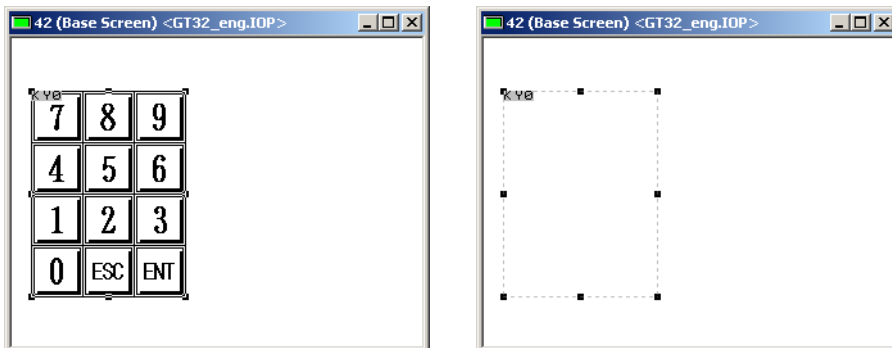 42 (Base Screen) <GT32_eng.IOP>
KY0
7 8 9
4 5 6
1 2 3
0 ESC ENT
42 (Base Screen) <GT32_eng.IOP>
KY0